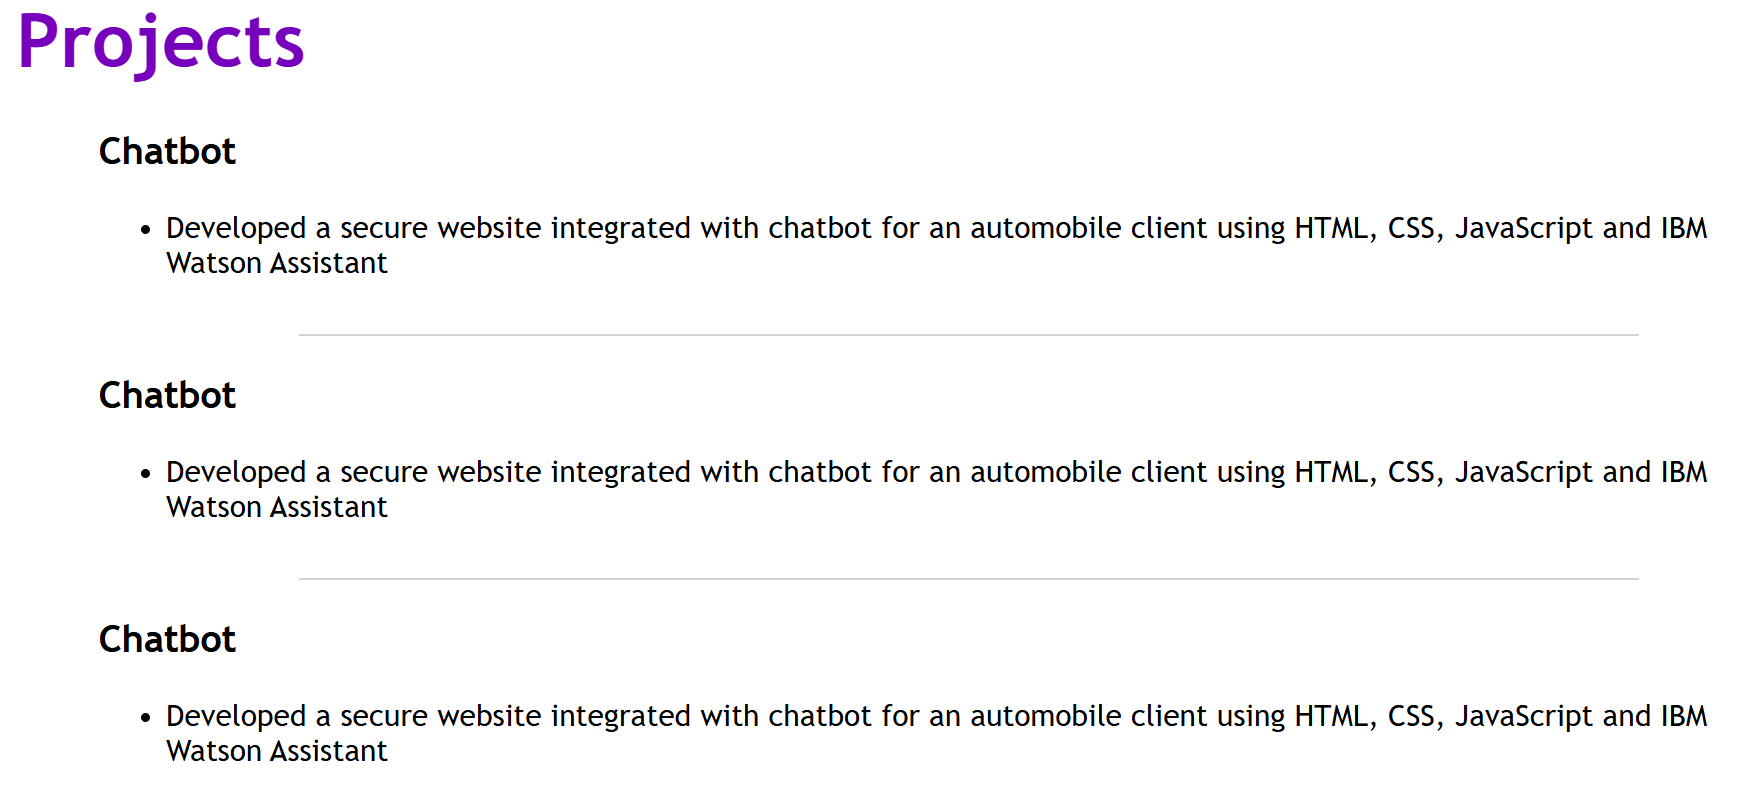 Projects
Chatbot
• Developed a secure website integrated with chatbot for an automobile client using HTML, CSS, JavaScript and IBM
Watson Assistant
Chatbot
• Developed a secure website integrated with chatbot for an automobile client using HTML, CSS, JavaScript and IBM
Watson Assistant
Chatbot
• Developed a secure website integrated with chatbot for an automobile client using HTML, CSS, JavaScript and IBM
Watson Assistant